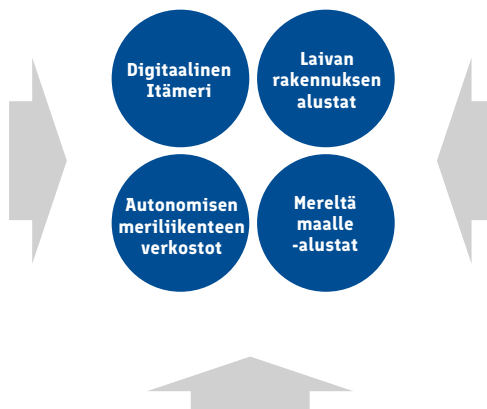 Digitaalinen
Itämeri
Laivan
rakennuksen
alustat
Autonomisen
meriliikenteen
verkostot
Mereltä
maalle
-alustat